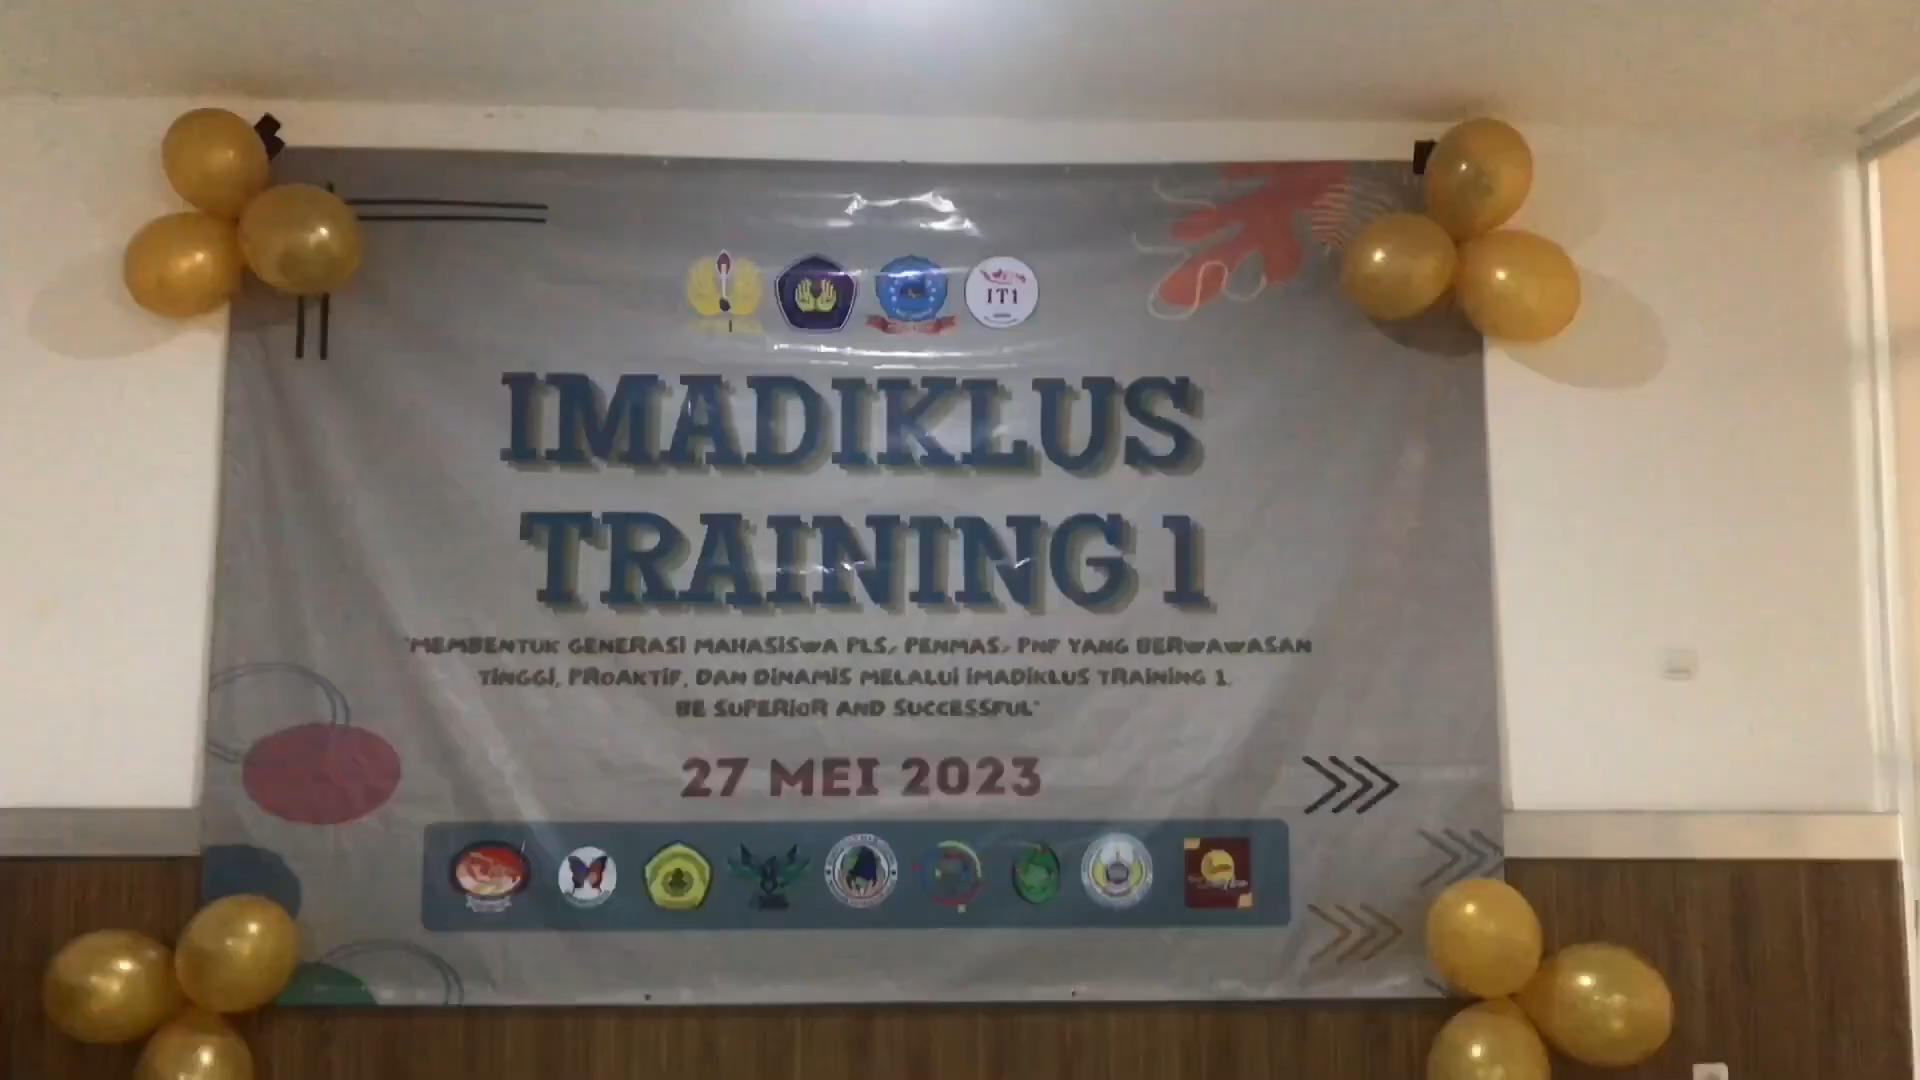 IT1
IMADIKLUS
TRAINING 1
"MEMBENTUK GENERASI MAHASISWA PLS, PENMAS, PNF YANG BERWAWASAN
TINGGI, PROAKTIF, DAN DINAMIS MELALUI IMADIKLUS TRAINING 1,
BE SUPERIOR AND SUCCESSFUL"
27 MEI 2023